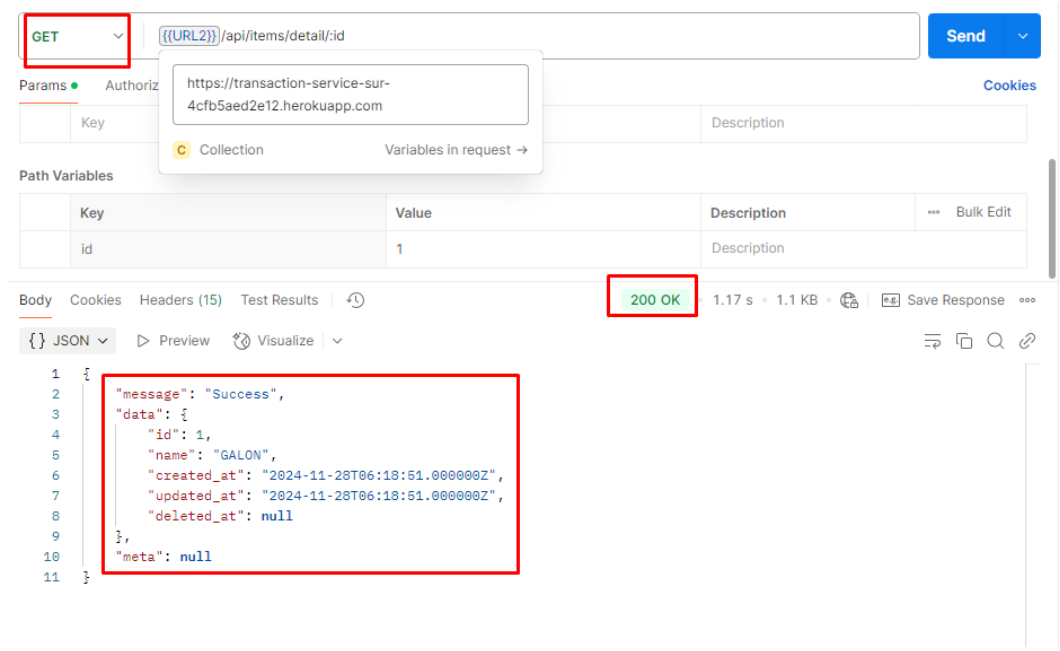 GET {{URL2}}/api/items/detail/:id Send
https://transaction-service-sur-
4cfb5aed2e12.herokuapp.com
Params Authoriz Cookies
Key Description
C Collection Variables in request →
Path Variables
Key Value Description Bulk Edit
id 1 Description
Body Cookies Headers (15) Test Results 200 OK 1.17 s 1.1 KB e.g. Save Response
{} JSON Preview Visualize
1 {
2 "message": "Success",
3 "data": {
4 "id": 1,
5 "name": "GALON",
6 "created_at": "2024-11-28T06:18:51.000000Z",
7 "updated_at": "2024-11-28T06:18:51.000000Z",
8 "deleted_at": null
9 },
10 "meta": null
11 }